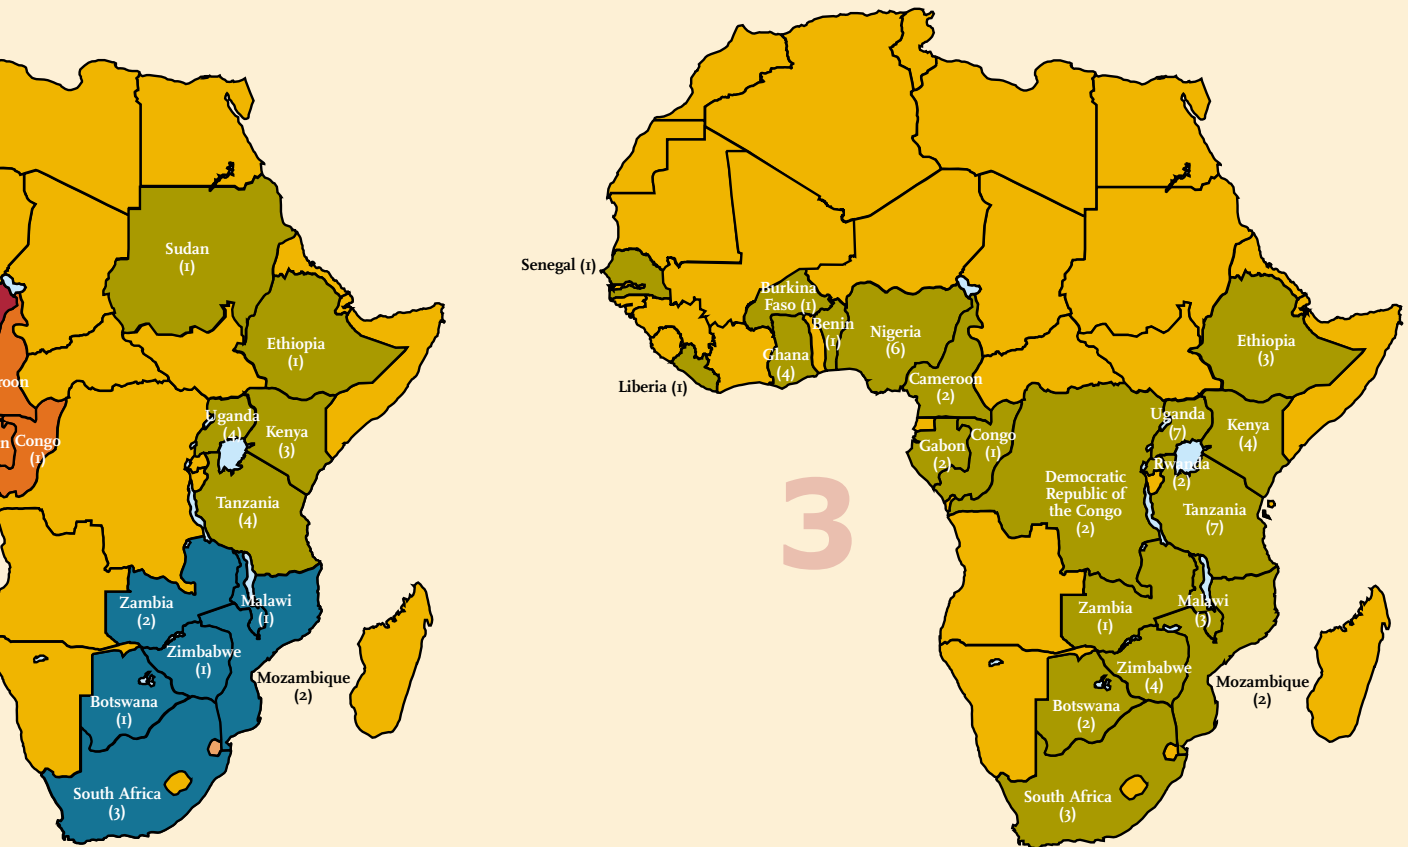 Sudan
(1)
Ethiopia
(1)
roon
Uganda
(4)
Kenya
(3)
n
Congo
(1)
Tanzania
(4)
Zambia
(2)
Malawi
(1)
Zimbabwe
(1)
Mozambique
(2)
Botswana
(1)
South Africa
(3)
Senegal (1)
Burkina
Faso (1)
Benin
(1)
Nigeria
(6)
Ghana
(4)
Liberia (1)
Ethiopia
(3)
Cameroon
(2)
Uganda
(7)
Kenya
(4)
Gabon
(2)
Congo
(1)
Rwanda
(2)
Democratic
Republic of
the Congo
(2)
Tanzania
(7)
3
Zambia
(1)
Malawi
(3)
Zimbabwe
(4)
Mozambique
(2)
Botswana
(2)
South Africa
(3)